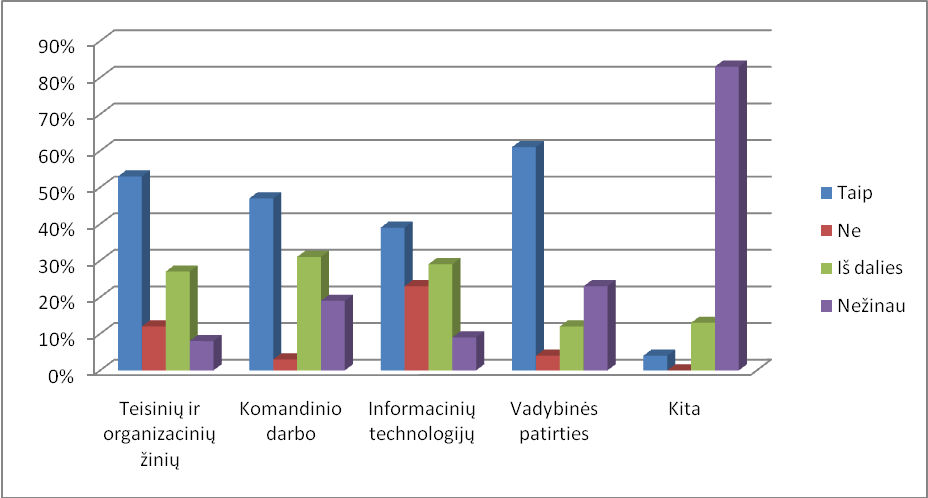 90%
80%
70%
60%
50%
40%
30%
20%
10%
0%
Teisinių ir
organizacinių
žinių
Komandinio
darbo
Informacinių
technologijų
Vadybinės
patirties
Kita
Taip
Ne
Iš dalies
Nežinau